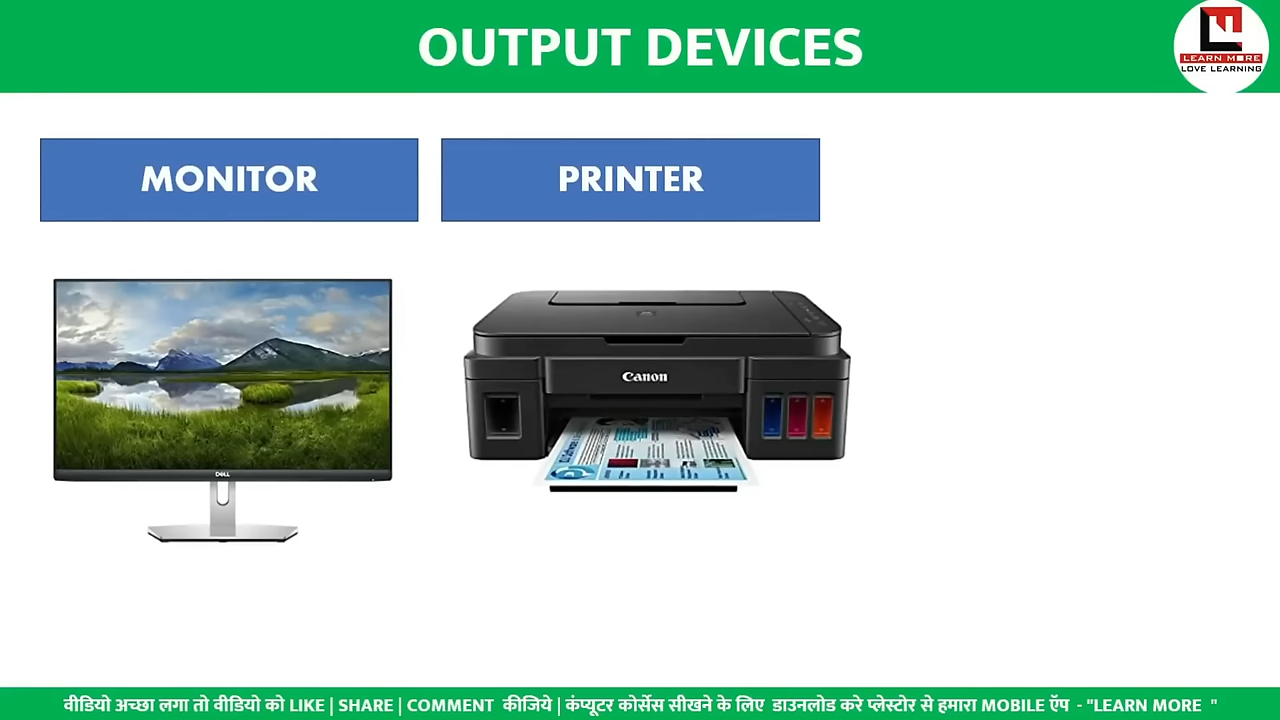 OUTPUT DEVICES
LEARN MORE
LOVE LEARNING
MONITOR
PRINTER
DELL
Canon
वीडियो अच्छा लगा तो वीडियो को LIKE | SHARE | COMMENT कीजिये | कंप्यूटर कोर्सेस सीखने के लिए डाउनलोड करे प्लेस्टोर से हमारा MOBILE ऍप - "LEARN MORE "